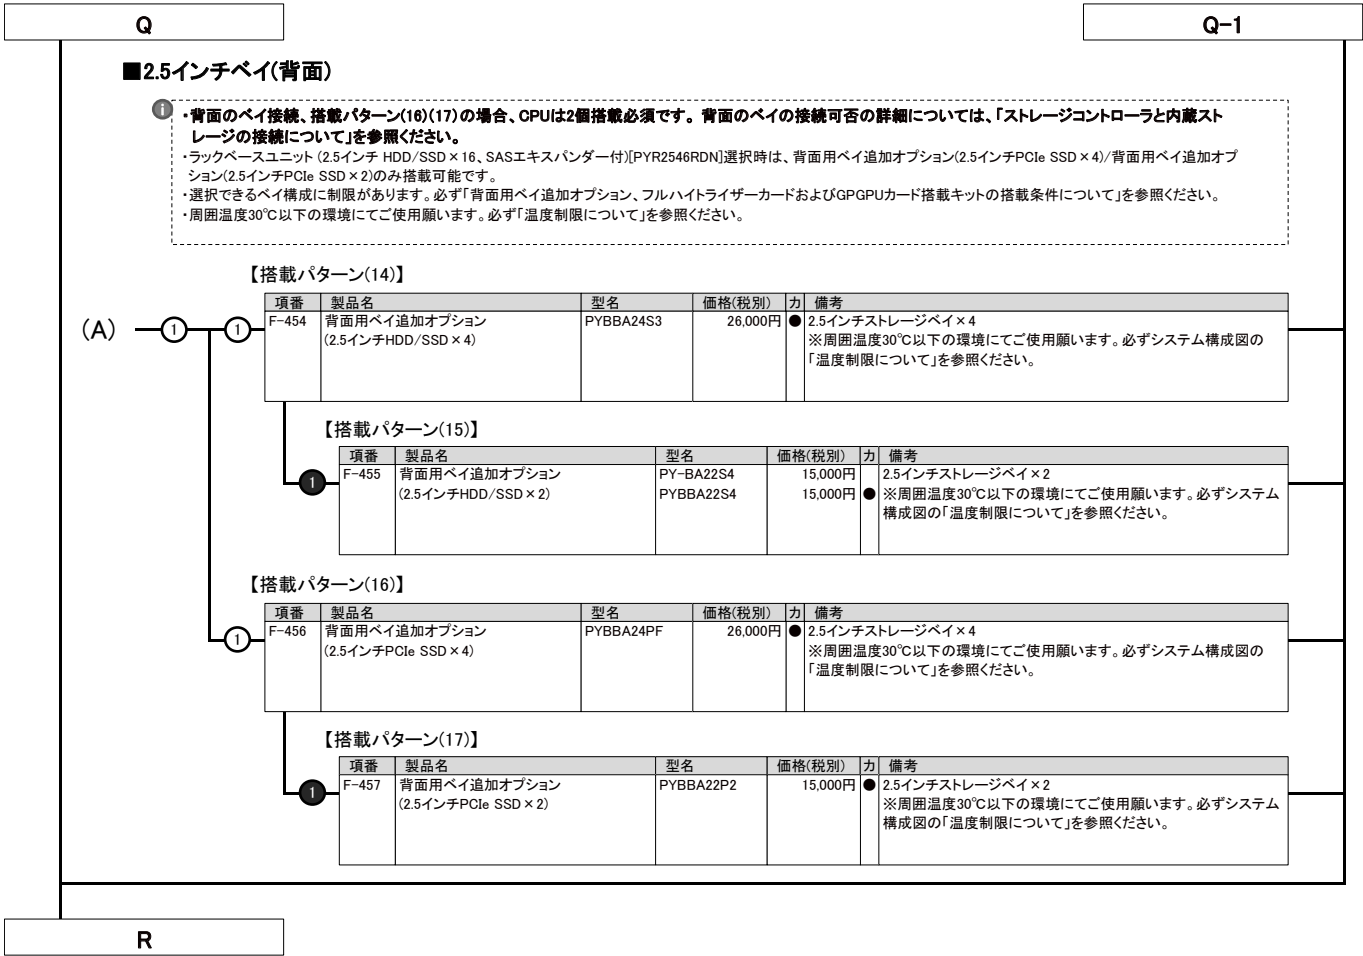 Q
Q-1
■2.5インチベイ(背面)
i
・背面のベイ接続、搭載パターン(16)(17)の場合、CPUは2個搭載必須です。背面のベイの接続可否の詳細については、「ストレージコントローラと内蔵スト
レージの接続について」を参照ください。
・ラックベースユニット (2.5インチ HDD/SSD×16、SASエキスパンダー付)[PYR2546RDN]選択時は、背面用ベイ追加オプション(2.5インチPCIe SSD×4)/背面用ベイ追加オプ
ション(2.5インチPCIe SSD×2)のみ搭載可能です。
・選択できるベイ構成に制限があります。必ず「背面用ベイ追加オプション、フルハイトライザーカードおよびGPGPUカード搭載キットの搭載条件について」を参照ください。
・周囲温度30℃以下の環境にてご使用願います。必ず「温度制限について」を参照ください。
【搭載パターン(14)】
項番 製品名 型名 価格(税別) カ 備考
(A) 1 1 F-454 背面用ベイ追加オプション PYBBA24S3 26,000円 ● 2.5インチストレージベイ×4
(2.5インチHDD/SSD×4) ※周囲温度30℃以下の環境にてご使用願います。必ずシステム構成図の
「温度制限について」を参照ください。
【搭載パターン(15)】
項番 製品名 型名 価格(税別) カ 備考
1 F-455 背面用ベイ追加オプション PY-BA22S4 15,000円 2.5インチストレージベイ×2
(2.5インチHDD/SSD×2) PYBBA22S4 15,000円 ● ※周囲温度30℃以下の環境にてご使用願います。必ずシステム
構成図の「温度制限について」を参照ください。
【搭載パターン(16)】
項番 製品名 型名 価格(税別) カ 備考
1 F-456 背面用ベイ追加オプション PYBBA24PF 26,000円 ● 2.5インチストレージベイ×4
(2.5インチPCIe SSD×4) ※周囲温度30℃以下の環境にてご使用願います。必ずシステム構成図の
「温度制限について」を参照ください。
【搭載パターン(17)】
項番 製品名 型名 価格(税別) カ 備考
1 F-457 背面用ベイ追加オプション PYBBA22P2 15,000円 ● 2.5インチストレージベイ×2
(2.5インチPCIe SSD×2) ※周囲温度30℃以下の環境にてご使用願います。必ずシステム
構成図の「温度制限について」を参照ください。
R